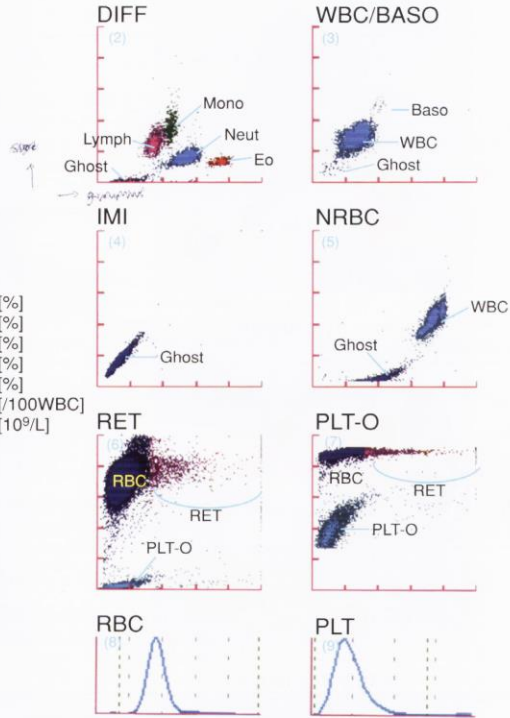 DIFF
(2)
Mono
Lymph
Neut
Ghost
Eo
WBC/BASO
(3)
Baso
WBC
Ghost
IMI
(4)
Ghost
NRBC
(5)
WBC
Ghost
[%]
[%]
[%]
[%]
[%]
[/100WBC]
[10⁹/L]
RET
(6)
RBC
RET
PLT-O
PLT-O
(7)
RBC
RET
PLT-O
RBC
(8)
PLT
(9)